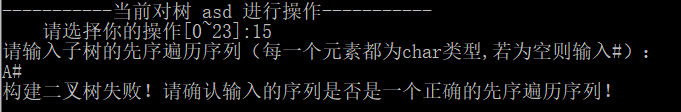 -----------当前对树 asd 进行操作-----------
请选择你的操作[0~23]:15
请输入子树的先序遍历序列（每一个元素都为char类型,若为空则输入#）：
A#
构建二叉树失败！请确认输入的序列是否是一个正确的先序遍历序列！